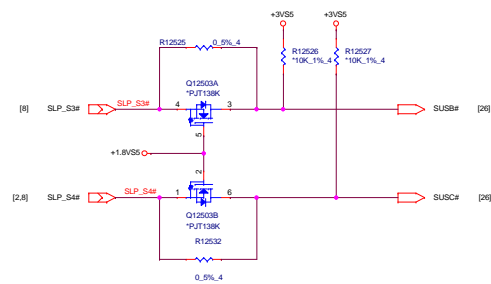 +3VS5 +3VS5
R12525 0_5%_4
R12526 R12527
*10K_1%_4 *10K_1%_4
Q12503A
*PJT138K
[8] SLP_S3# SLP_S3# 4 3 SUSB# [26]
5
+1.8VS5
2
[2,8] SLP_S4# SLP_S4# 1 6 SUSC# [26]
Q12503B
*PJT138K
R12532
0_5%_4